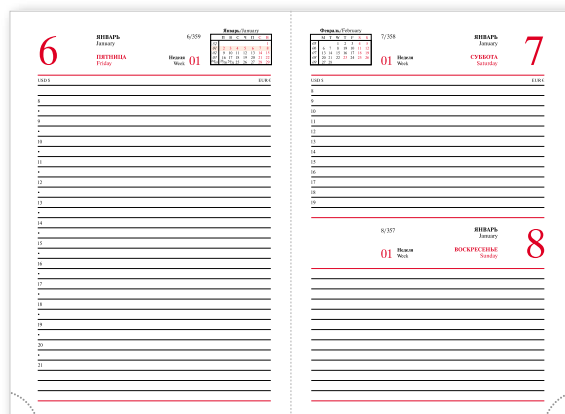 6
ЯНВАРЬ
January
ПЯТНИЦА
Friday
6/359
Неделя
Week
01
Январь/January
USD $
EUR €
8
9
10
11
12
13
14
15
16
17
18
19
20
21
Февраль/February
M T W T F S S
7/358
01
Неделя
Week
ЯНВАРЬ
January
СУББОТА
Saturday
7
USD $
EUR €
8
9
10
11
12
13
14
15
16
17
18
19
8/357
01
Неделя
Week
ЯНВАРЬ
January
ВОСКРЕСЕНЬЕ
Sunday
8